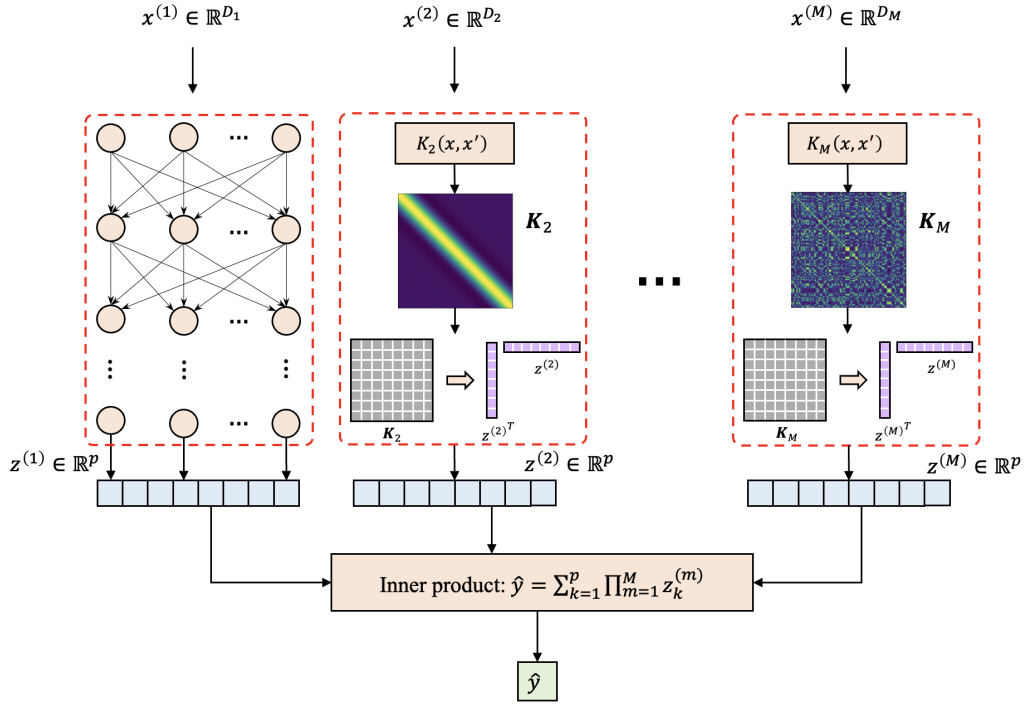 x^{(1)} ∈ ℝ^{D_1}
x^{(2)} ∈ ℝ^{D_2}
x^{(M)} ∈ ℝ^{D_M}
...
K_2(x, x′)
K_M(x, x′)
...
K_2
K_M
...
...
z^{(2)}
z^{(M)}
K_2
z^{(2)^T}
K_M
z^{(M)^T}
...
z^{(1)} ∈ ℝ^p
z^{(2)} ∈ ℝ^p
z^{(M)} ∈ ℝ^p
Inner product: ŷ = ∑_{k=1}^{p} ∏_{m=1}^{M} z_k^{(m)}
ŷ